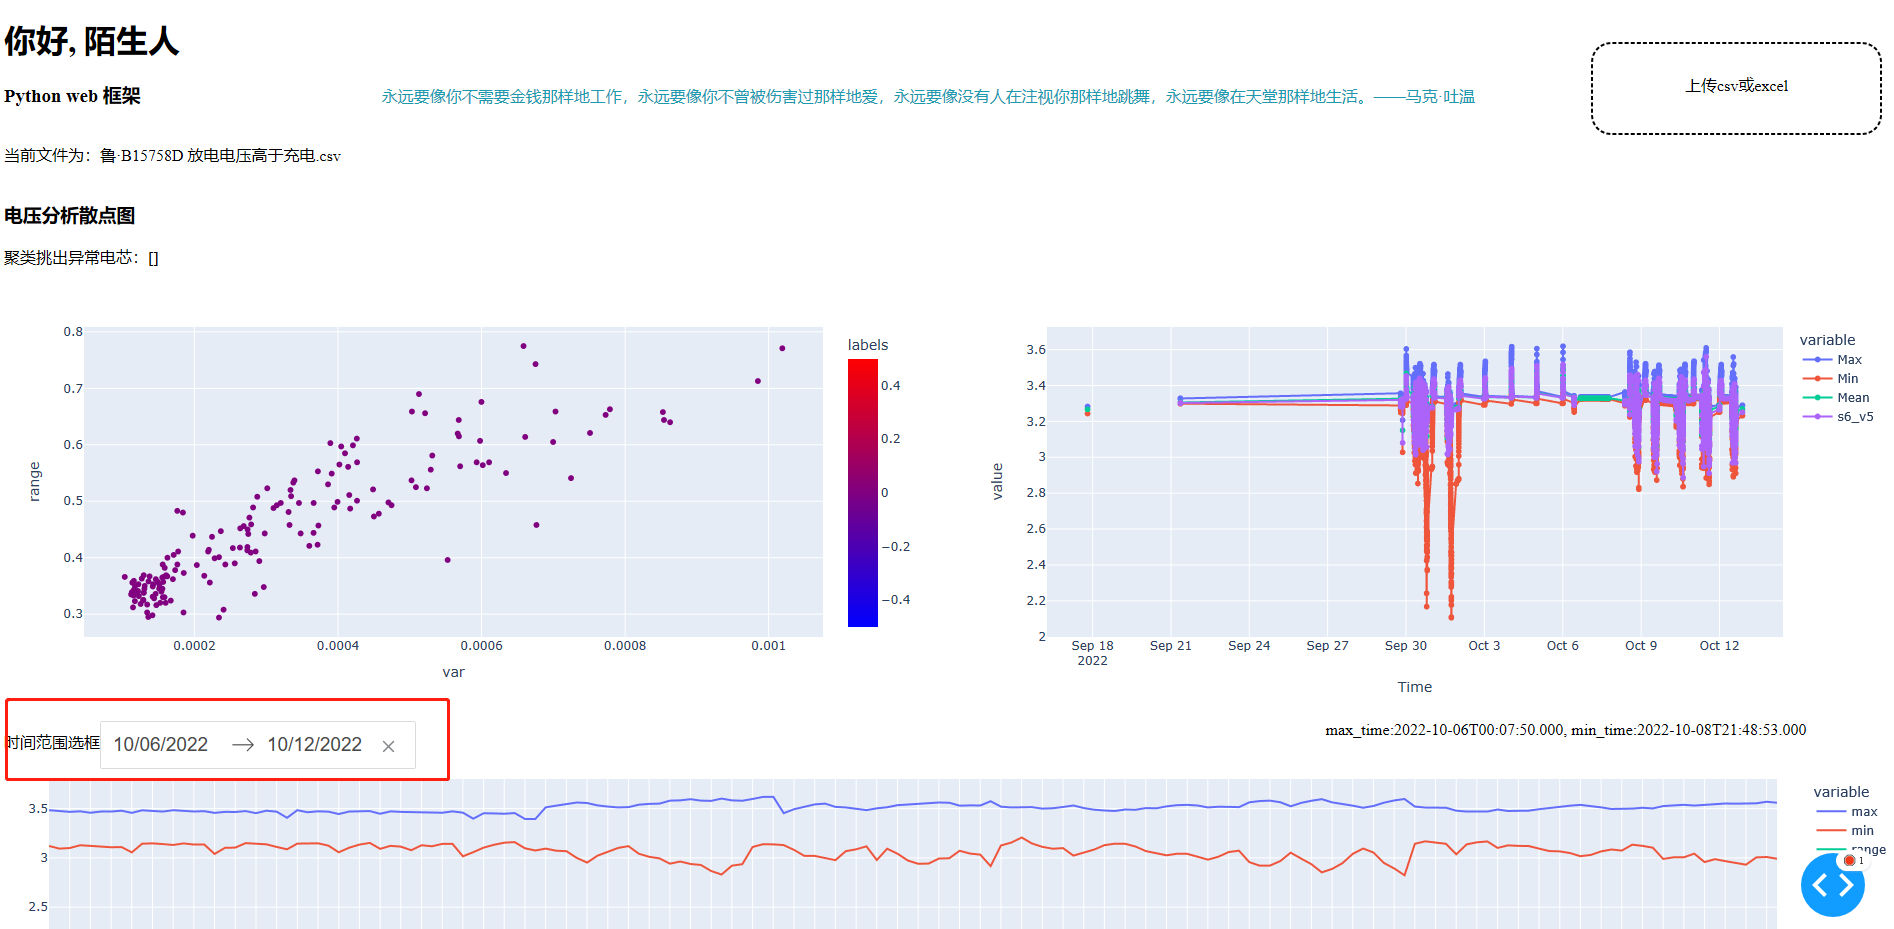 你好, 陌生人
Python web 框架
永远要像你不需要金钱那样地工作，永远要像你不曾被伤害过那样地爱，永远要像没有人在注视你那样地跳舞，永远要像在天堂那样地生活。——马克·吐温
上传csv或excel
当前文件为：鲁·B15758D 放电电压高于充电.csv
电压分析散点图
聚类挑出异常电芯：[]
0.8
0.7
0.6
0.5
0.4
0.3
range
0.0002
0.0004
0.0006
0.0008
0.001
var
labels
0.4
0.2
0
−0.2
−0.4
3.6
3.4
3.2
3
2.8
2.6
2.4
2.2
2
value
Sep 18
2022
Sep 21
Sep 24
Sep 27
Sep 30
Oct 3
Oct 6
Oct 9
Oct 12
Time
variable
Max
Min
Mean
s6_v5
时间范围选框
10/06/2022
10/12/2022
max_time:2022-10-06T00:07:50.000, min_time:2022-10-08T21:48:53.000
3.5
3
2.5
variable
max
min
range
1